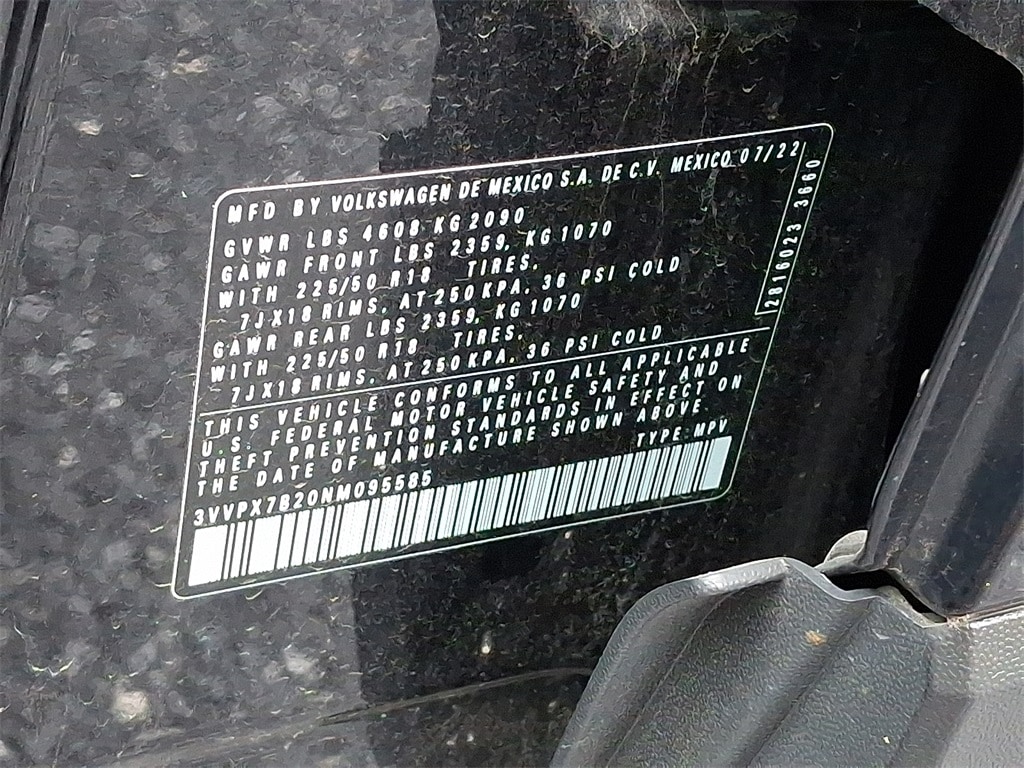 MFD BY VOLKSWAGEN DE MEXICO S.A. DE C.V. MEXICO 07/22
GVWR LBS 4608 KG 2090
GAWR FRONT LBS 2359, KG 1070
WITH 225/50 R18 TIRES.
7JX18 RIMS. AT 250 KPA. 36 PSI COLD
GAWR REAR LBS 2359, KG 1070
WITH 225/50 R18 TIRES.
7JX18 RIMS. AT 250 KPA. 36 PSI COLD
2816023 3660
THIS VEHICLE CONFORMS TO ALL APPLICABLE
U.S. FEDERAL MOTOR VEHICLE SAFETY AND
THEFT PREVENTION STANDARDS IN EFFECT ON
THE DATE OF MANUFACTURE SHOWN ABOVE
TYPE MPV
3VVPX7B20NM095585